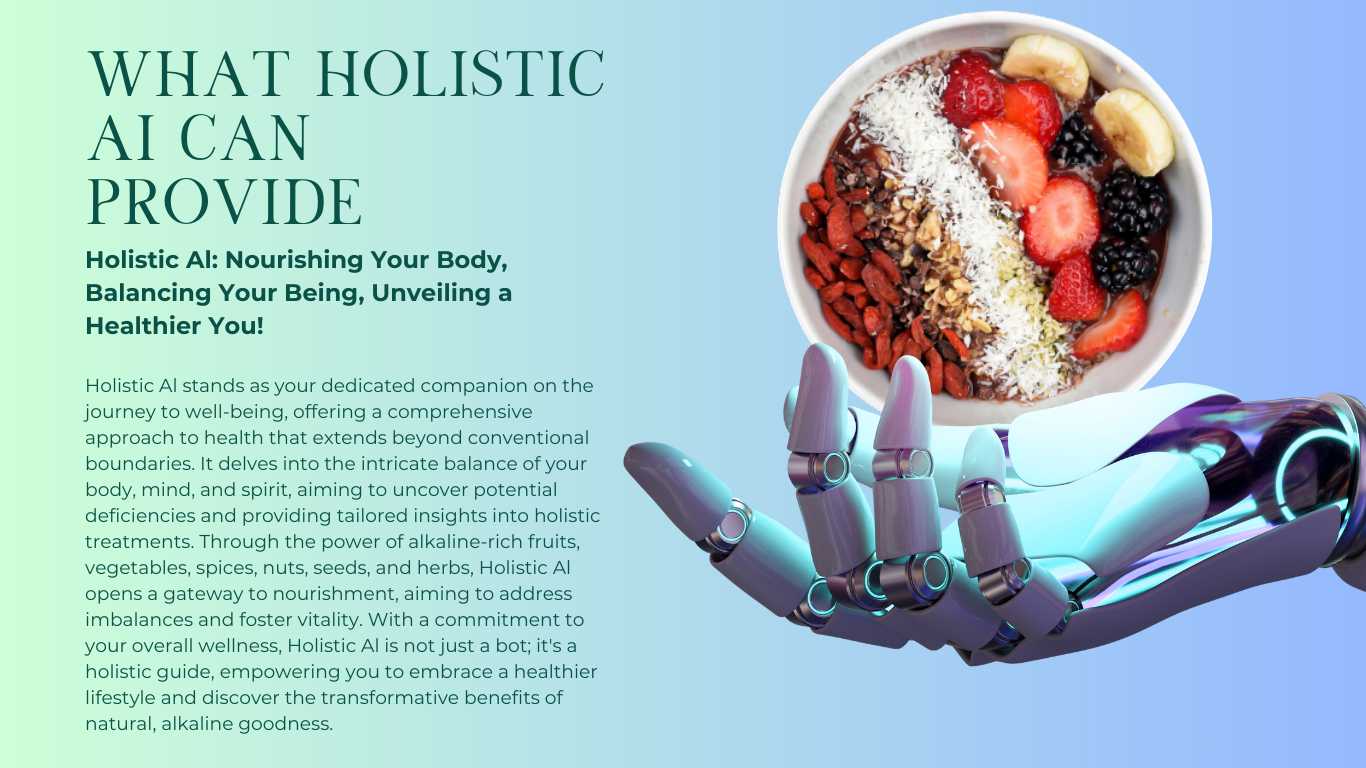 WHAT HOLISTIC
AI CAN
PROVIDE
Holistic Al: Nourishing Your Body,
Balancing Your Being, Unveiling a
Healthier You!
Holistic Al stands as your dedicated companion on the
journey to well-being, offering a comprehensive
approach to health that extends beyond conventional
boundaries. It delves into the intricate balance of your
body, mind, and spirit, aiming to uncover potential
deficiencies and providing tailored insights into holistic
treatments. Through the power of alkaline-rich fruits,
vegetables, spices, nuts, seeds, and herbs, Holistic Al
opens a gateway to nourishment, aiming to address
imbalances and foster vitality. With a commitment to
your overall wellness, Holistic Al is not just a bot; it's a
holistic guide, empowering you to embrace a healthier
lifestyle and discover the transformative benefits of
natural, alkaline goodness.